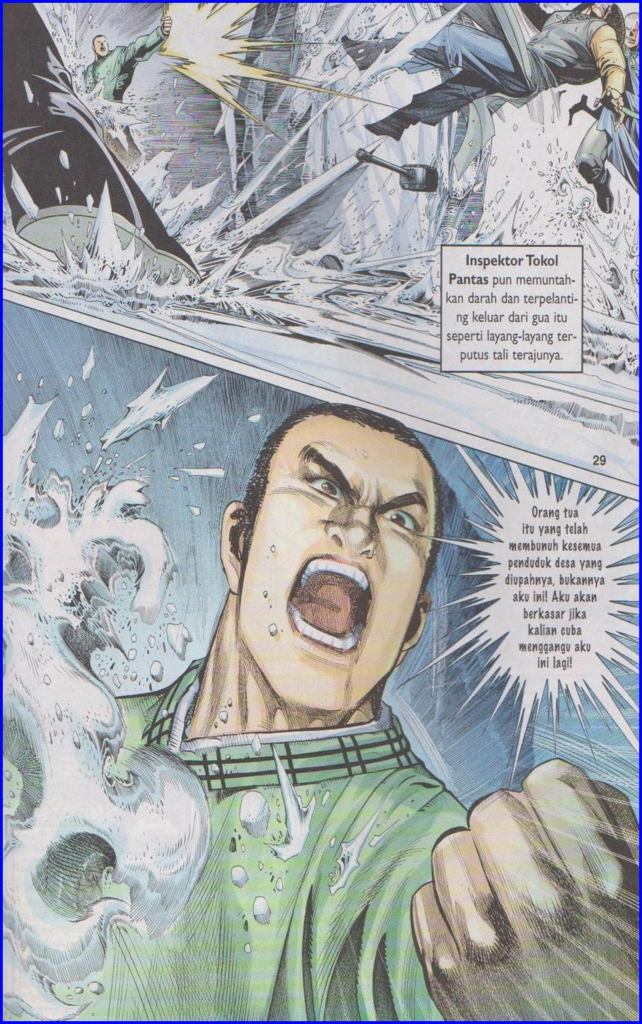 Inspektor Tokol
Pantas pun memuntah-
kan darah dan terpelanti-
ng keluar dari gua itu
seperti layang-layang ter-
putus tali terajunya.
29
Orang tua
itu yang telah
membunuh kesemua
penduduk desa yang
diupahnya, bukannya
aku ini! Aku akan
berkasar jika
kalian cuba
menggangu aku
ini lagi!